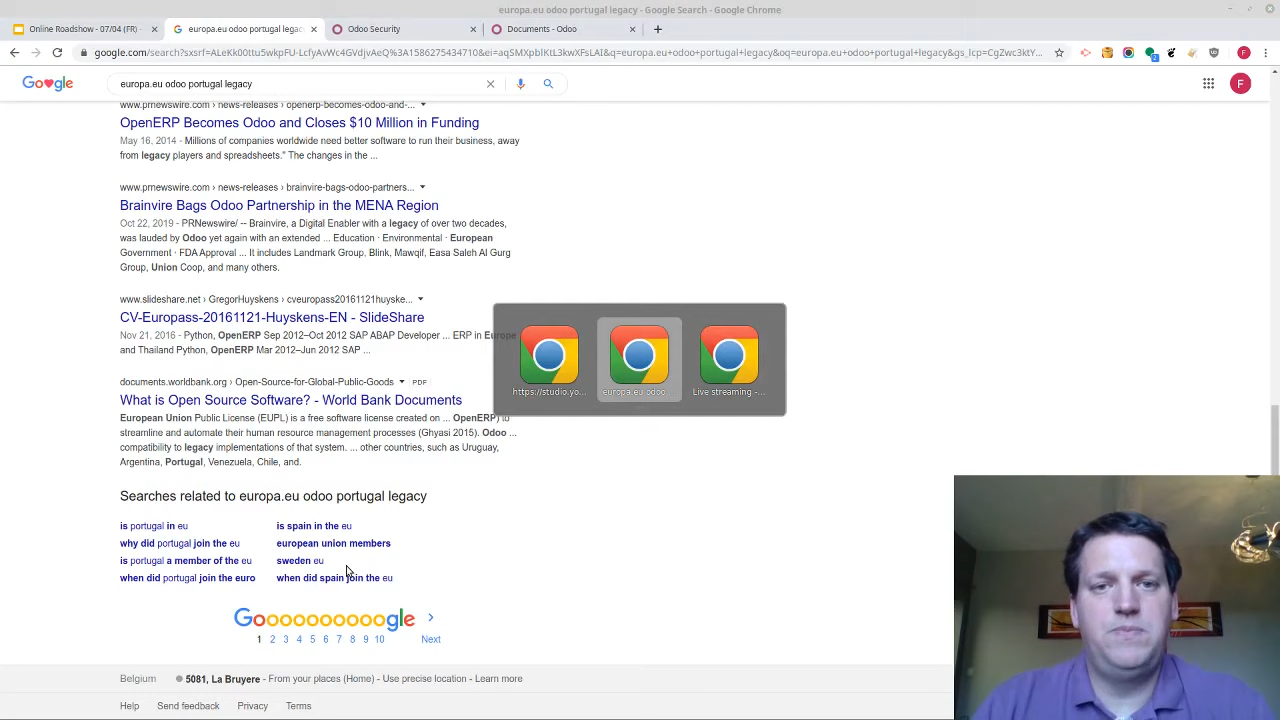 europa.eu odoo portugal legacy - Google Search - Google Chrome
Online Roadshow - 07/04 (FR) -
europa.eu odoo portugal legacy
Odoo Security
Documents - Odoo
google.com/search?sxsrf=ALeKk00ttu5wkpFU-LcfyAvWc4GVdjvAeQ%3A1586275434710&ei=aqSMXpblKtL3kwXFsLAI&q=europa.eu+odoo+portugal+legacy&oq=europa.eu+odoo+portugal+legacy&gs_lcp=CgZwc3ktY...
2
F
Google
europa.eu odoo portugal legacy
F
www.prnewswire.com › news-releases › openerp-becomes-odoo-and-...
OpenERP Becomes Odoo and Closes $10 Million in Funding
May 16, 2014 - Millions of companies worldwide need better software to run their business, away
from legacy players and spreadsheets." The changes in the ...
www.prnewswire.com › news-releases › brainvire-bags-odoo-partners...
Brainvire Bags Odoo Partnership in the MENA Region
Oct 22, 2019 - PRNewswire/ -- Brainvire, a Digital Enabler with a legacy of over two decades,
was lauded by Odoo yet again with an extended ... Education · Environmental · European
Government · FDA Approval ... It includes Landmark Group, Blink, Mawqif, Easa Saleh Al Gurg
Group, Union Coop, and many others.
www.slideshare.net › GregorHuyskens › cveuropass20161121huyske...
CV-Europass-20161121-Huyskens-EN - SlideShare
Nov 21, 2016 - Python, OpenERP Sep 2012–Oct 2012 SAP ABAP Developer ... ERP in Europe
and Thailand Python, OpenERP Mar 2012–Jun 2012 SAP ...
documents.worldbank.org › Open-Source-for-Global-Public-Goods PDF
What is Open Source Software? - World Bank Documents
European Union Public License (EUPL) is a free software license created on ... OpenERP) to
streamline and automate their human resource management processes (Ghyasi 2015). Odoo ...
compatibility to legacy implementations of that system. ... other countries, such as Uruguay,
Argentina, Portugal, Venezuela, Chile, and.
https://studio.yo...
europa.eu odoo...
Live streaming -...
Searches related to europa.eu odoo portugal legacy
is portugal in eu
is spain in the eu
why did portugal join the eu
european union members
is portugal a member of the eu
sweden eu
when did portugal join the euro
when did spain join the eu
Goooooooooogle
1 2 3 4 5 6 7 8 9 10 Next
Belgium
5081, La Bruyere - From your places (Home) - Use precise location - Learn more
Help Send feedback Privacy Terms